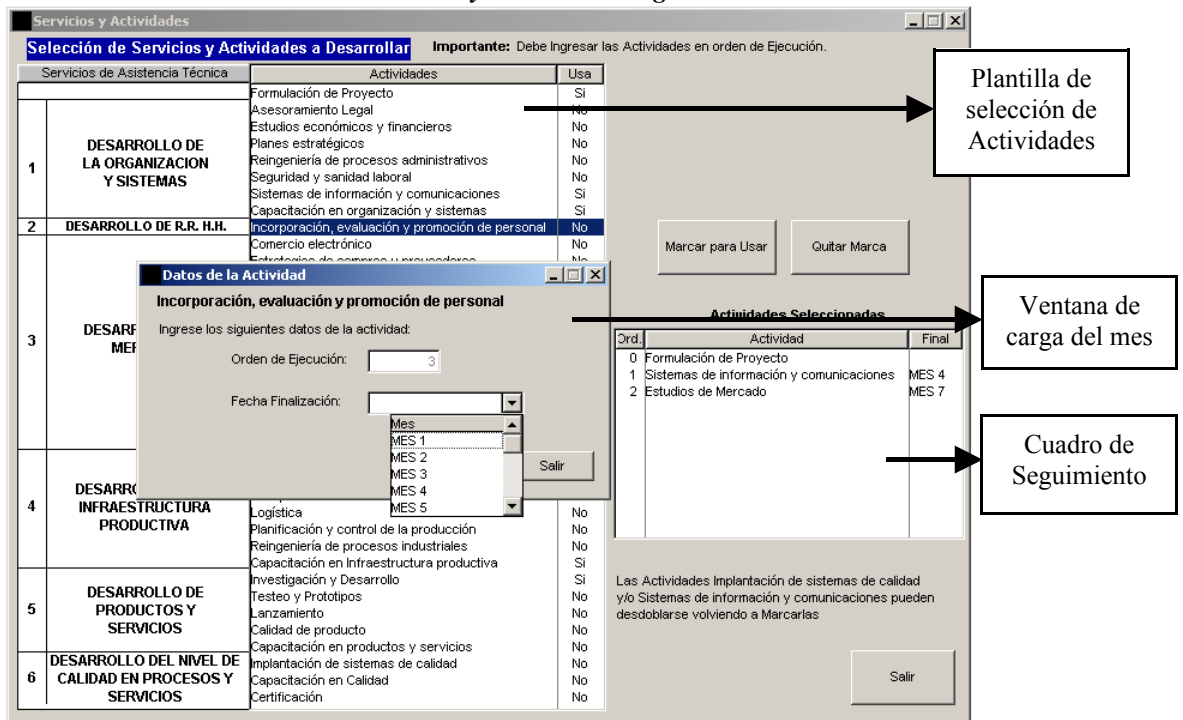 Servicios y Actividades
Selección de Servicios y Actividades a Desarrollar
Importante: Debe Ingresar las Actividades en orden de Ejecución.
Servicios de Asistencia Técnica
Actividades
Usa
Formulación de Proyecto Si
Asesoramiento Legal No
Estudios económicos y financieros No
Planes estratégicos No
Reingeniería de procesos administrativos No
Seguridad y sanidad laboral No
Sistemas de información y comunicaciones Si
Capacitación en organización y sistemas Si
1
DESARROLLO DE
LA ORGANIZACION
Y SISTEMAS
2 DESARROLLO DE R.R. H.H. Incorporación, evaluación y promoción de personal No
Comercio electrónico No
Estrategias de compras y proveedores No
3
Datos de la Actividad
Incorporación, evaluación y promoción de personal
Ingrese los siguientes datos de la actividad:
Orden de Ejecución: 3
Fecha Finalización:
Mes
MES 1
MES 2
MES 3
MES 4
MES 5
Salir
4
INFRAESTRUCTURA
PRODUCTIVA
Logística No
Planificación y control de la producción No
Reingeniería de procesos industriales No
Capacitación en Infraestructura productiva Si
5
DESARROLLO DE
PRODUCTOS Y
SERVICIOS
Investigación y Desarrollo Si
Testeo y Prototipos No
Lanzamiento No
Calidad de producto No
Capacitación en productos y servicios No
6
DESARROLLO DEL NIVEL DE
CALIDAD EN PROCESOS Y
SERVICIOS
Implantación de sistemas de calidad No
Capacitación en Calidad No
Certificación No
Marcar para Usar
Quitar Marca
Actividades Seleccionadas
Ord. Actividad Final
0 Formulación de Proyecto
1 Sistemas de información y comunicaciones MES 4
2 Estudios de Mercado MES 7
Las Actividades Implantación de sistemas de calidad
y/o Sistemas de información y comunicaciones pueden
desdoblarse volviendo a Marcarlas
Salir
Plantilla de
selección de
Actividades
Ventana de
carga del mes
Cuadro de
Seguimiento